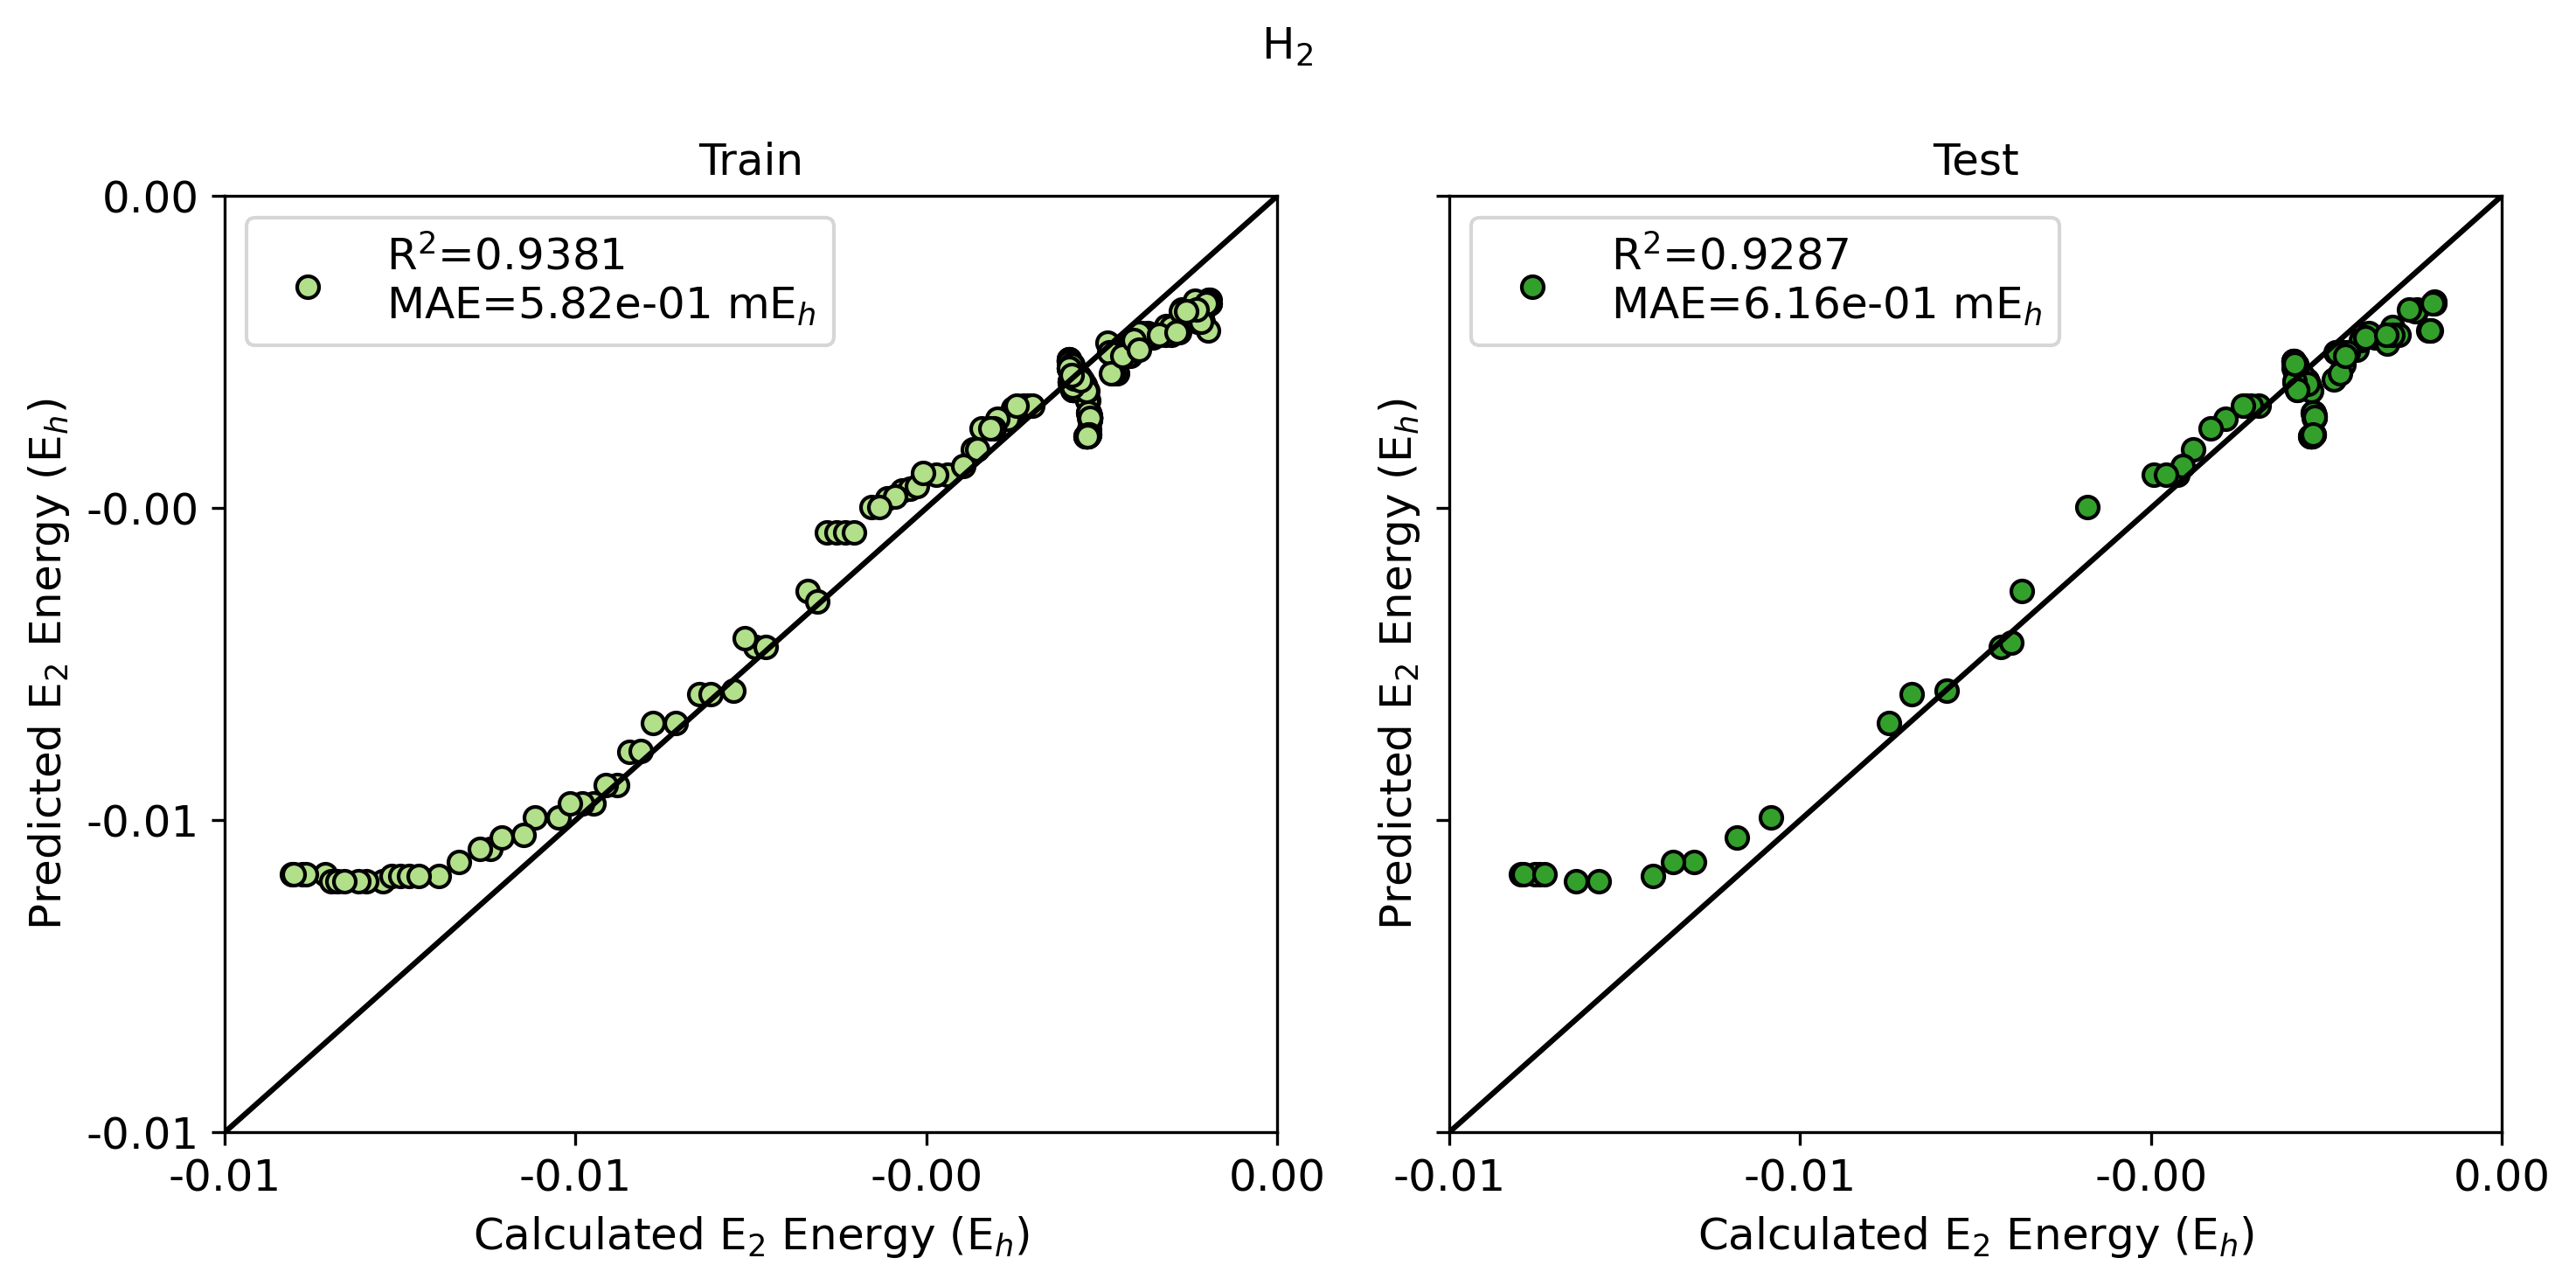 H₂
Train
Test
R²=0.9381
MAE=5.82e-01 mEₕ
R²=0.9287
MAE=6.16e-01 mEₕ
Predicted E₂ Energy (Eₕ)
0.00
-0.00
-0.01
-0.01
Predicted E₂ Energy (Eₕ)
-0.01
-0.01
-0.00
0.00
-0.01
-0.01
-0.00
0.00
Calculated E₂ Energy (Eₕ)
Calculated E₂ Energy (Eₕ)